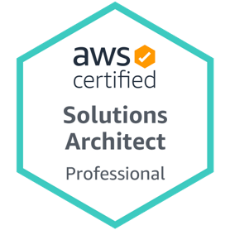 aws
certified
Solutions
Architect
Professional